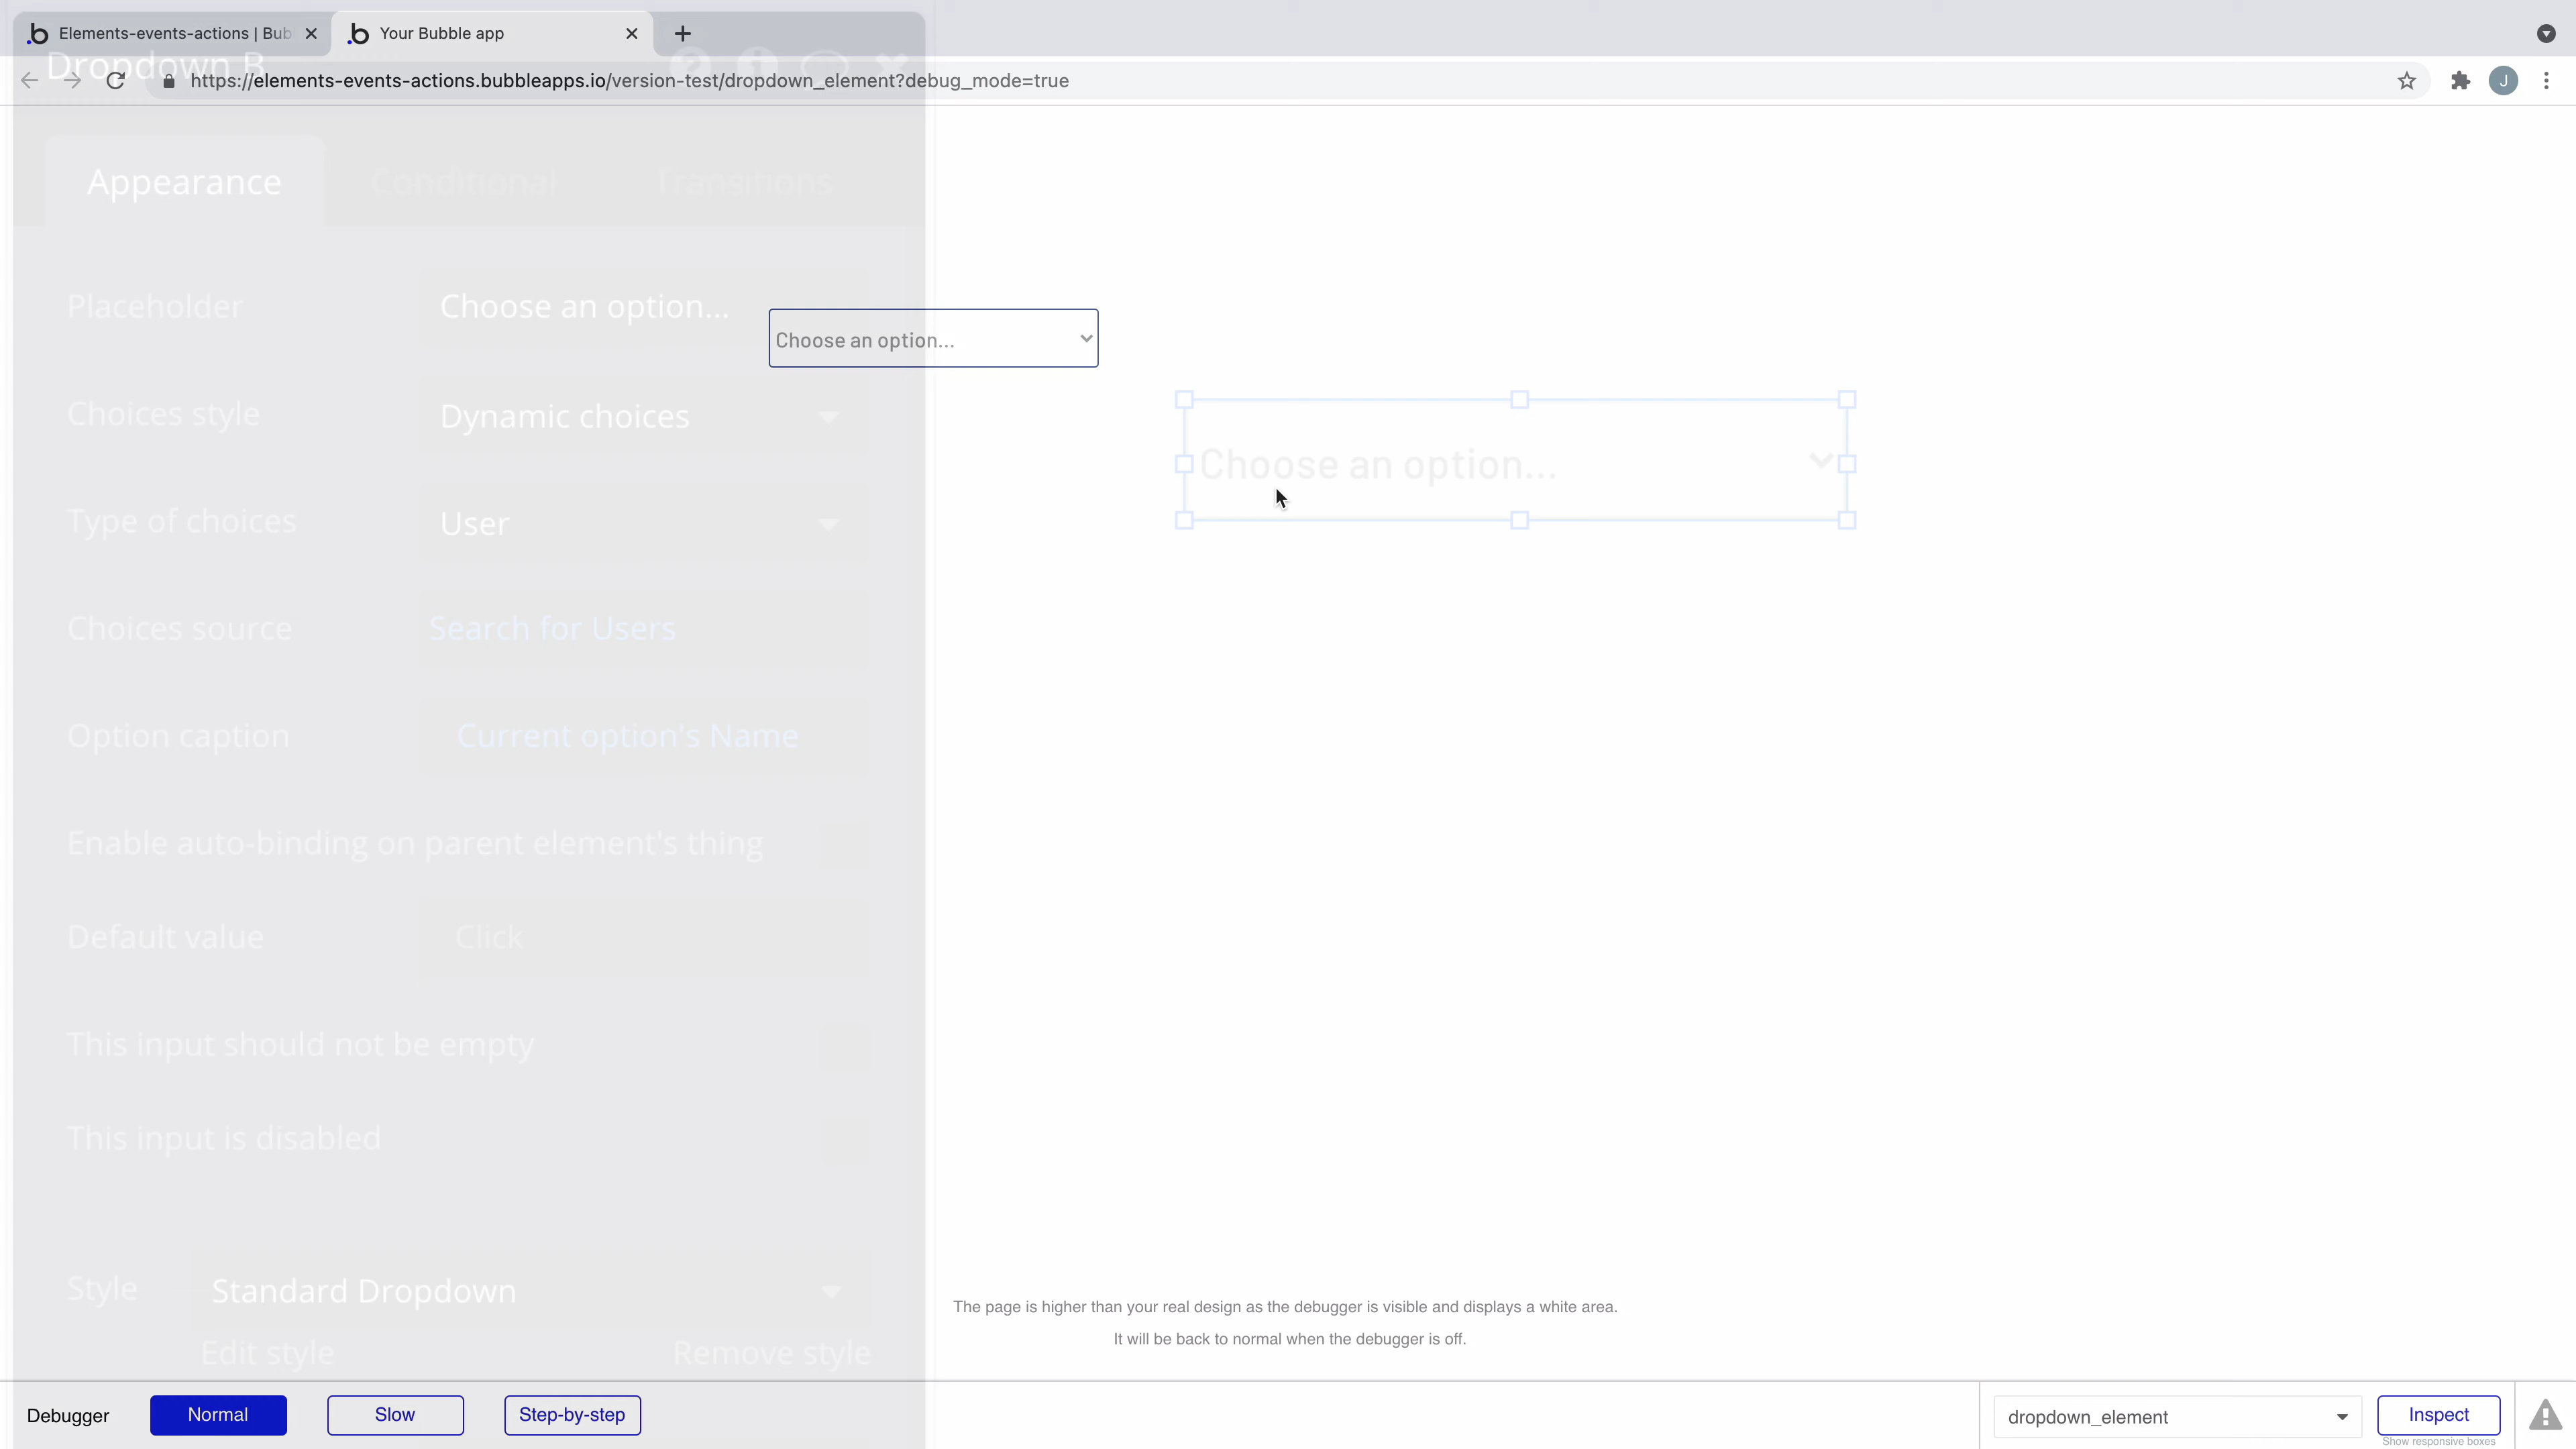 Elements-events-actions | Bub
Your Bubble app
Dropdown B
https://elements-events-actions.bubbleapps.io/version-test/dropdown_element?debug_mode=true
J
Appearance Conditional Transitions
Placeholder Choose an option...
Choose an option...
Choices style Dynamic choices
Choose an option...
Type of choices User
Choices source Search for Users
Option caption Current option's Name
Enable auto-binding on parent element's thing
Default value Click
This input should not be empty
This input is disabled
Style Standard Dropdown
Edit style Remove style
The page is higher than your real design as the debugger is visible and displays a white area.
It will be back to normal when the debugger is off.
Debugger Normal Slow Step-by-step dropdown_element Inspect
Show responsive boxes